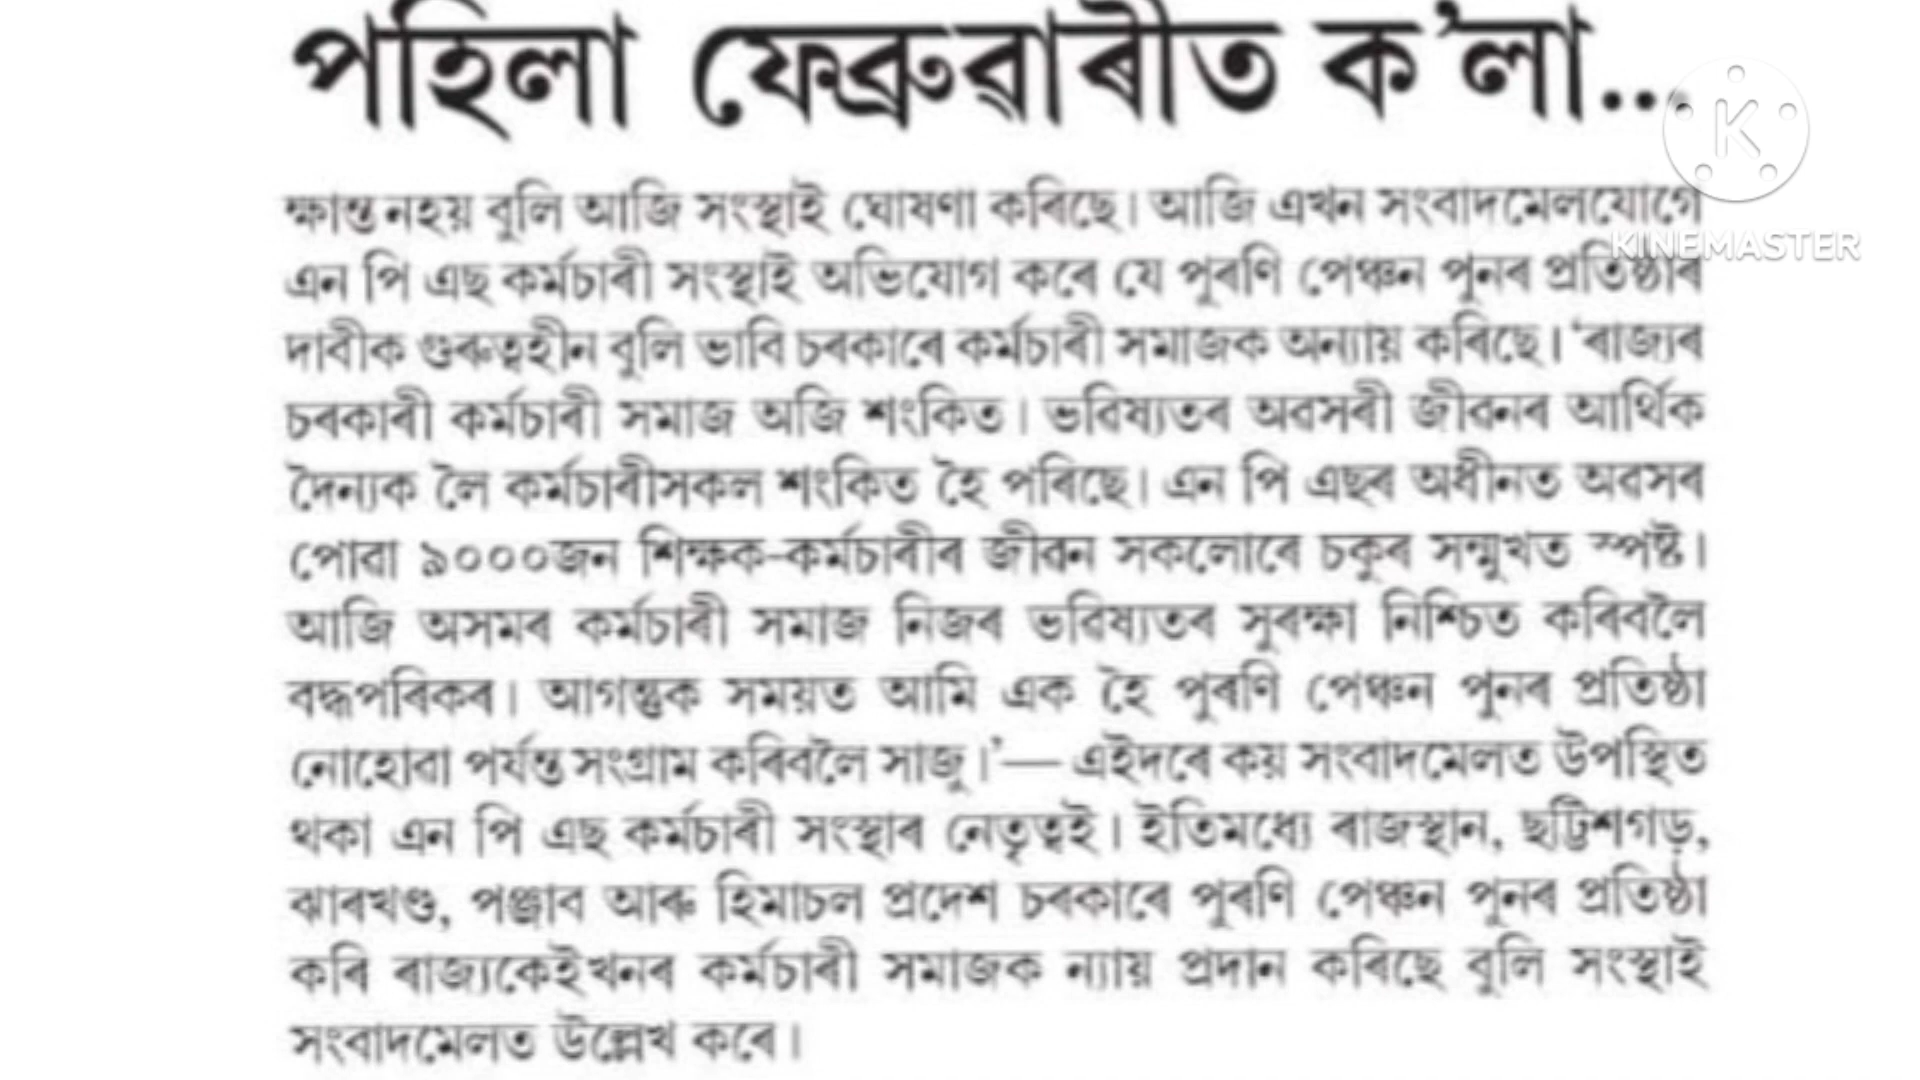 পহিলা ফেব্ৰুৱাৰীত ক'লা...
ক্ষান্ত নহয় বুলি আজি সংস্থাই ঘোষণা কৰিছে। আজি এখন সংবাদমেলযোগে
এন পি এছ কৰ্মচাৰী সংস্থাই অভিযোগ কৰে যে পুৰণি পেঞ্চন পুনৰ প্ৰতিষ্ঠাৰ
দাবীক গুৰুত্বহীন বুলি ভাবি চৰকাৰে কৰ্মচাৰী সমাজক অন্যায় কৰিছে। ‘ৰাজ্যৰ
চৰকাৰী কৰ্মচাৰী সমাজ অজি শংকিত। ভৱিষ্যতৰ অৱসৰী জীৱনৰ আৰ্থিক
দৈন্যক লৈ কৰ্মচাৰীসকল শংকিত হৈ পৰিছে। এন পি এছৰ অধীনত অৱসৰ
পোৱা ৯০০০জন শিক্ষক-কৰ্মচাৰীৰ জীৱন সকলোৰে চকুৰ সন্মুখত স্পষ্ট।
আজি অসমৰ কৰ্মচাৰী সমাজ নিজৰ ভৱিষ্যতৰ সুৰক্ষা নিশ্চিত কৰিবলৈ
বদ্ধপৰিকৰ। আগন্তুক সময়ত আমি এক হৈ পুৰণি পেঞ্চন পুনৰ প্ৰতিষ্ঠা
নোহোৱা পৰ্যন্ত সংগ্ৰাম কৰিবলৈ সাজু।’— এইদৰে কয় সংবাদমেলত উপস্থিত
থকা এন পি এছ কৰ্মচাৰী সংস্থাৰ নেতৃত্বই। ইতিমধ্যে ৰাজস্থান, ছট্টিশগড়,
ঝাৰখণ্ড, পঞ্জাব আৰু হিমাচল প্ৰদেশ চৰকাৰে পুৰণি পেঞ্চন পুনৰ প্ৰতিষ্ঠা
কৰি ৰাজ্যকেইখনৰ কৰ্মচাৰী সমাজক ন্যায় প্ৰদান কৰিছে বুলি সংস্থাই
সংবাদমেলত উল্লেখ কৰে।
K
KINEMASTER